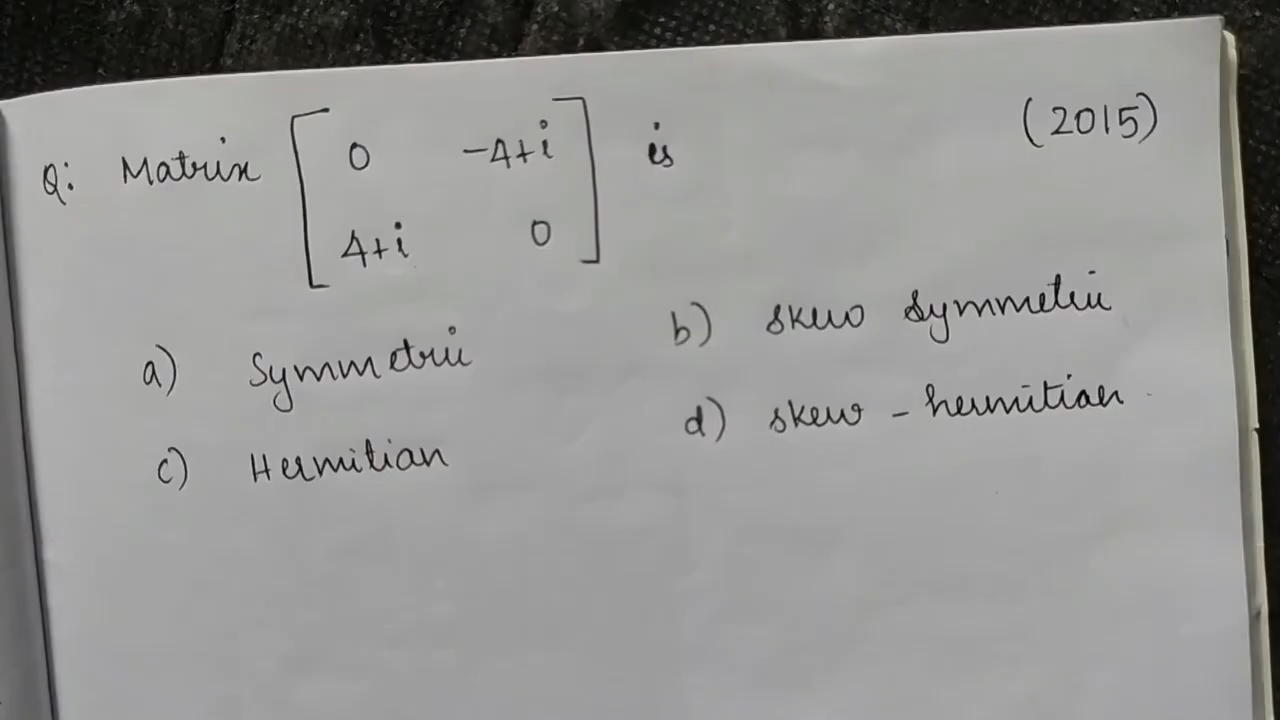 Q: Matrix [ 0 -4+i ] is (2015)
[ 4+i 0 ]
a) Symmetric b) skew symmetric
c) Hermitian d) skew - hermitian